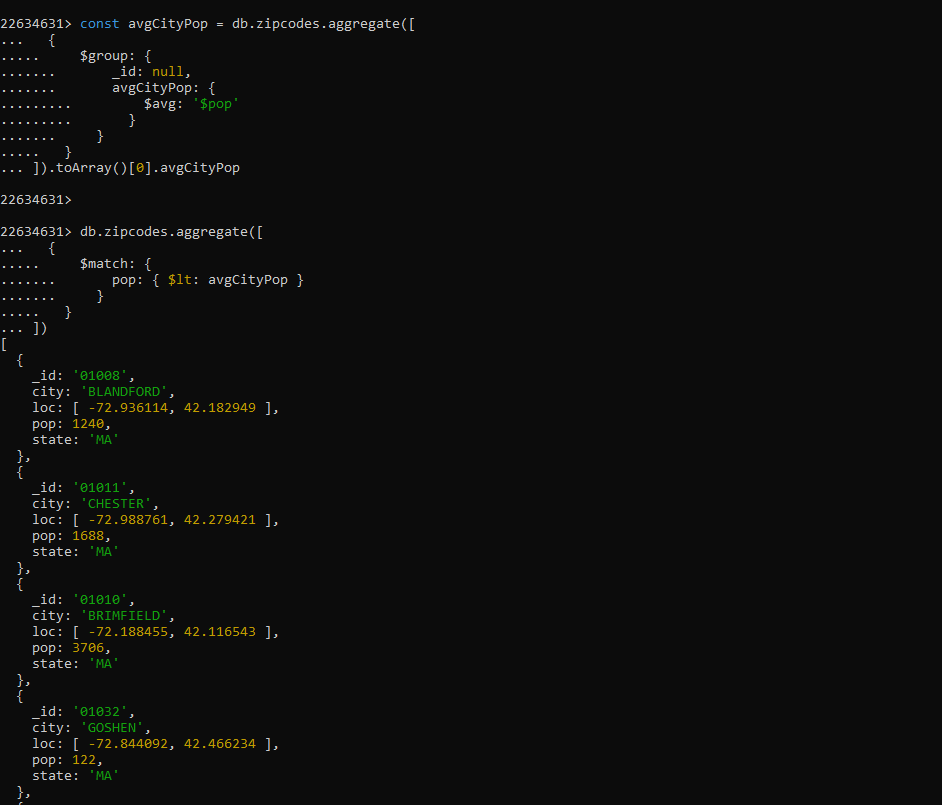 22634631> const avgCityPop = db.zipcodes.aggregate([
...   {
.....     $group: {
.......       _id: null,
.......       avgCityPop: {
.........         $avg: '$pop'
.........       }
.......     }
.....   }
... ]).toArray()[0].avgCityPop
22634631>
22634631> db.zipcodes.aggregate([
...   {
.....     $match: {
.......       pop: { $lt: avgCityPop }
.......     }
.....   }
... ])
[
  {
    _id: '01008',
    city: 'BLANDFORD',
    loc: [ -72.936114, 42.182949 ],
    pop: 1240,
    state: 'MA'
  },
  {
    _id: '01011',
    city: 'CHESTER',
    loc: [ -72.988761, 42.279421 ],
    pop: 1688,
    state: 'MA'
  },
  {
    _id: '01010',
    city: 'BRIMFIELD',
    loc: [ -72.188455, 42.116543 ],
    pop: 3706,
    state: 'MA'
  },
  {
    _id: '01032',
    city: 'GOSHEN',
    loc: [ -72.844092, 42.466234 ],
    pop: 122,
    state: 'MA'
  },
  {